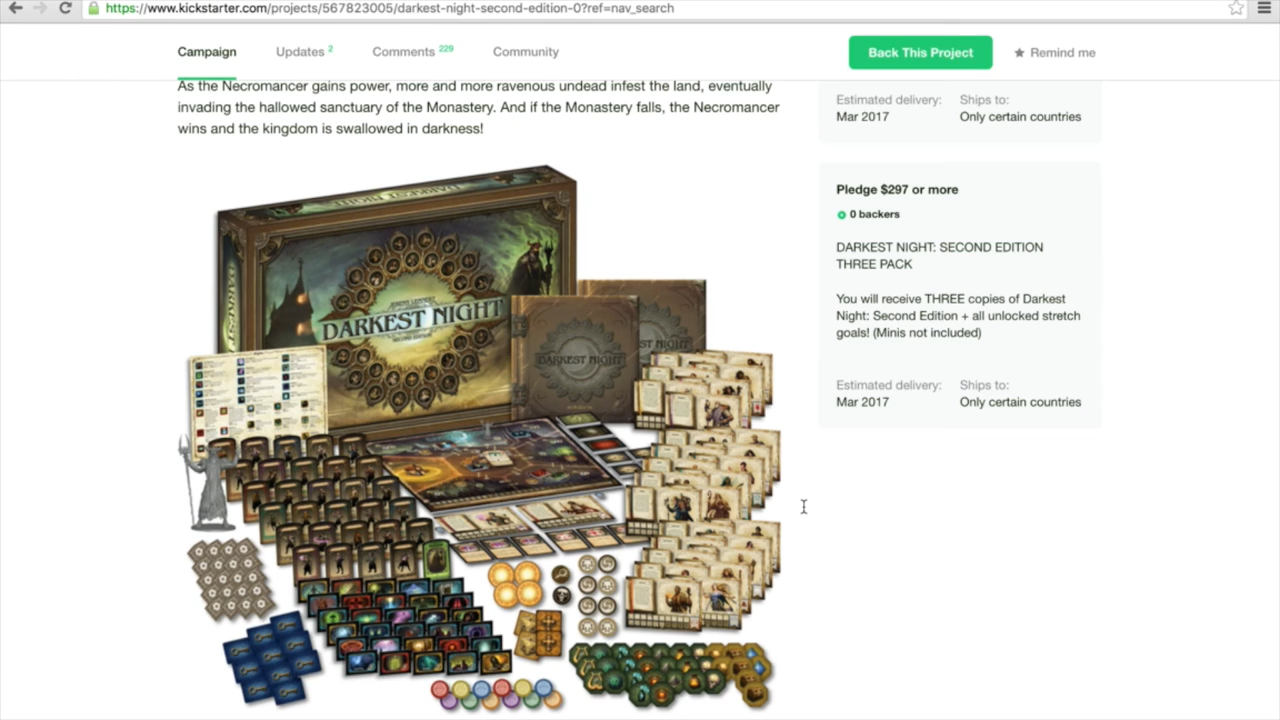 https://www.kickstarter.com/projects/567823005/darkest-night-second-edition-0?ref=nav_search
Campaign Updates 2 Comments 229 Community Back This Project Remind me
As the Necromancer gains power, more and more ravenous undead infest the land, eventually
invading the hallowed sanctuary of the Monastery. And if the Monastery falls, the Necromancer
wins and the kingdom is swallowed in darkness!
DARKEST NIGHT
DARKEST NIGHT
SECOND EDITION
DARKEST NIGHT
Estimated delivery: Ships to:
Mar 2017 Only certain countries
Pledge $297 or more
0 backers
DARKEST NIGHT: SECOND EDITION
THREE PACK
You will receive THREE copies of Darkest
Night: Second Edition + all unlocked stretch
goals! (Minis not included)
Estimated delivery: Ships to:
Mar 2017 Only certain countries